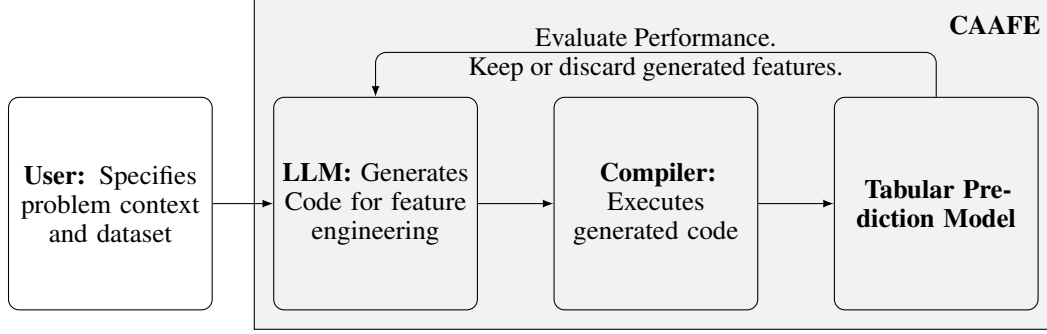 CAAFE
Evaluate Performance.
Keep or discard generated features.
User: Specifies
problem context
and dataset
LLM: Generates
Code for feature
engineering
Compiler:
Executes
generated code
Tabular Pre-
diction Model